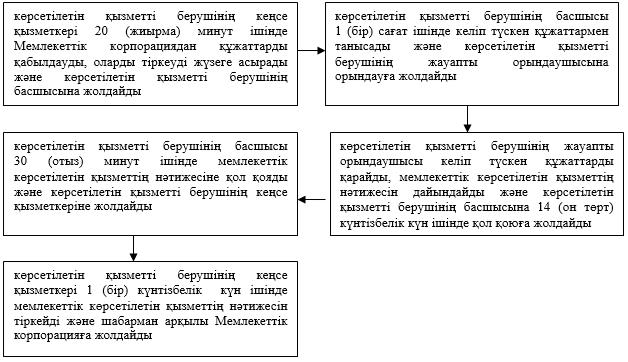 көрсетілетін қызметті берушінің кеңсе
қызметкері 20 (жиырма) минут ішінде
Мемлекеттік корпорациядан құжаттарды
қабылдауды, оларды тіркеуді жүзеге асырады
және көрсетілетін қызметті берушінің
басшысына жолдайды
көрсетілетін қызметті берушінің басшысы
1 (бір) сағат ішінде келіп түскен құжаттармен
танысады және көрсетілетін қызметті
берушінің жауапты орындаушысына
орындауға жолдайды
көрсетілетін қызметті берушінің жауапты
орындаушысы келіп түскен құжаттарды
қарайды, мемлекеттік көрсетілетін қызметтің
нәтижесін дайындайды және көрсетілетін
қызметті берушінің басшысына 14 (он төрт)
күнтізбелік күн ішінде қол қоюға жолдайды
көрсетілетін қызметті берушінің басшысы
30 (отыз) минут ішінде мемлекеттік
көрсетілетін қызметтің нәтижесіне қол қояды
және көрсетілетін қызметті берушінің кеңсе
қызметкеріне жолдайды
көрсетілетін қызметті берушінің кеңсе
қызметкері 1 (бір) күнтізбелік күн ішінде
мемлекеттік көрсетілетін қызметтің нәтижесін
тіркейді және шабарман арқылы Мемлекеттік
корпорацияға жолдайды